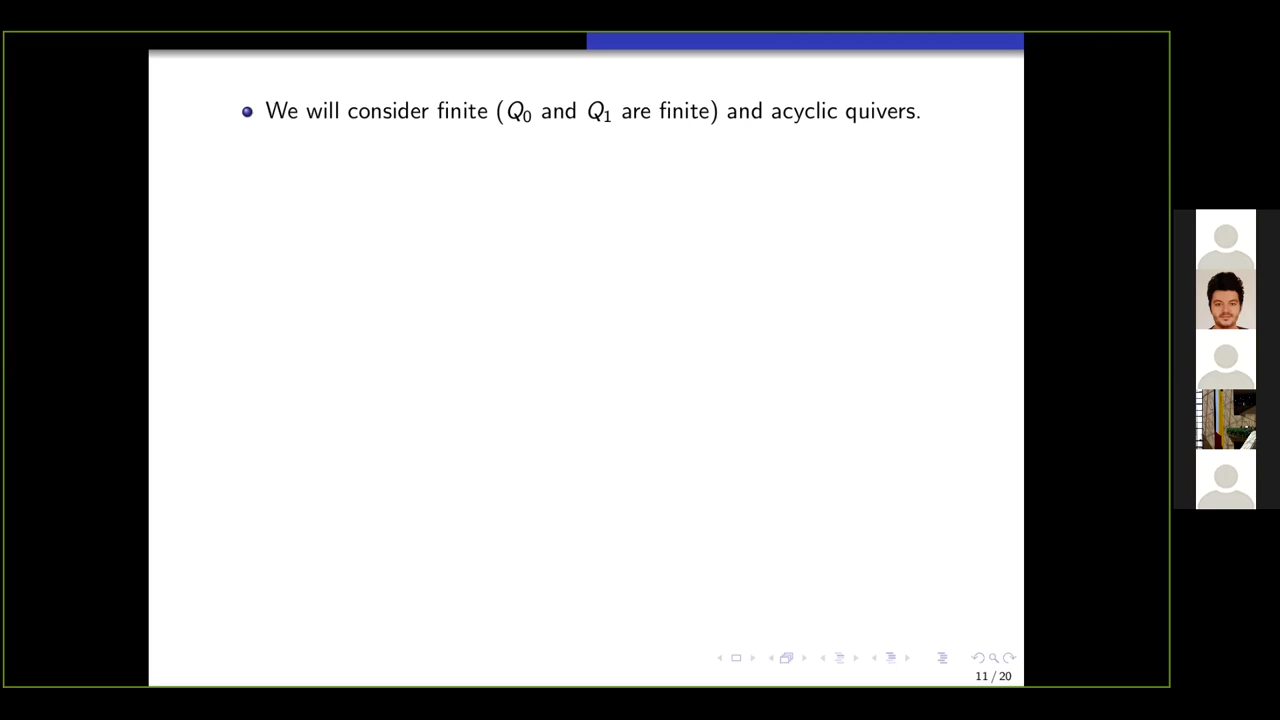 We will consider finite (Q₀ and Q₁ are finite) and acyclic quivers.
11 / 20